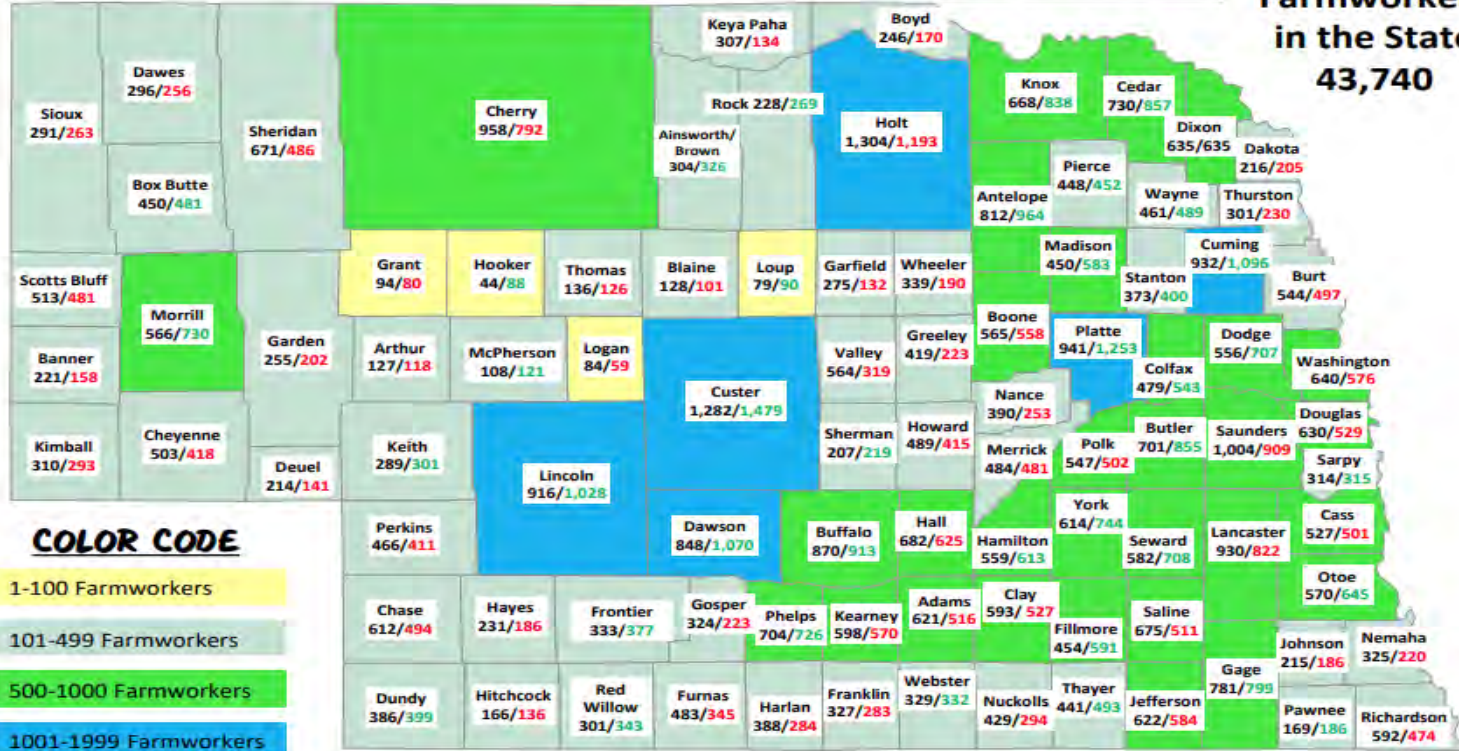 Farmworke
in the State
43,740
Keya Paha
307/134
Boyd
246/170
Dawes
296/256
Sioux
291/263
Sheridan
671/486
Cherry
958/792
Rock 228/269
Ainsworth/
Brown
304/326
Holt
1,304/1,193
Knox
668/838
Cedar
730/857
Dixon
635/635
Dakota
216/205
Box Butte
450/481
Antelope
812/964
Pierce
448/452
Wayne
461/489
Thurston
301/230
Scotts Bluff
513/481
Morrill
566/730
Grant
94/80
Hooker
44/88
Thomas
136/126
Blaine
128/101
Loup
79/90
Garfield
275/132
Wheeler
339/190
Madison
450/583
Stanton
373/400
Cuming
932/1,096
Burt
544/497
Banner
221/158
Garden
255/202
Arthur
127/118
McPherson
108/121
Logan
84/59
Custer
1,282/1,479
Valley
564/319
Greeley
419/223
Boone
565/558
Platte
941/1,253
Colfax
479/543
Dodge
556/707
Washington
640/576
Nance
390/253
Kimball
310/293
Cheyenne
503/418
Deuel
214/141
Keith
289/301
Lincoln
916/1,028
Sherman
207/219
Howard
489/415
Merrick
484/481
Polk
547/502
Butler
701/855
Saunders
1,004/909
Douglas
630/529
Sarpy
314/315
Perkins
466/411
Dawson
848/1,070
Buffalo
870/913
Hall
682/625
Hamilton
559/613
York
614/744
Seward
582/708
Lancaster
930/822
Cass
527/501
Otoe
570/645
Chase
612/494
Hayes
231/186
Frontier
333/377
Gosper
324/223
Phelps
704/726
Kearney
598/570
Adams
621/516
Clay
593/ 527
Fillmore
454/591
Saline
675/511
Johnson
215/186
Nemaha
325/220
Dundy
386/399
Hitchcock
166/136
Red
Willow
301/343
Furnas
483/345
Harlan
388/284
Franklin
327/283
Webster
329/332
Nuckolls
429/294
Thayer
441/493
Jefferson
622/584
Gage
781/799
Pawnee
169/186
Richardson
592/474
COLOR CODE
1-100 Farmworkers
101-499 Farmworkers
500-1000 Farmworkers
1001-1999 Farmworkers